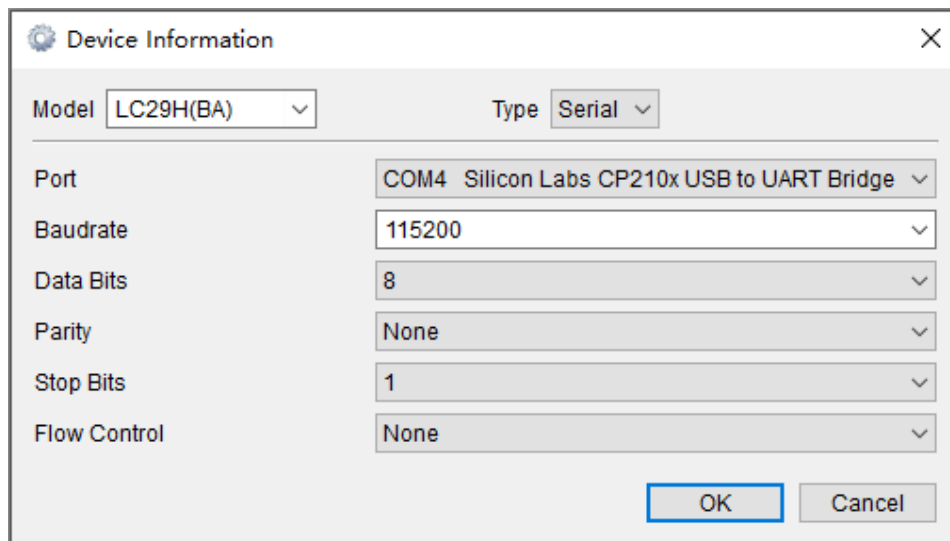 Device Information
Model LC29H(BA) Type Serial
Port COM4 Silicon Labs CP210x USB to UART Bridge
Baudrate 115200
Data Bits 8
Parity None
Stop Bits 1
Flow Control None
OK Cancel